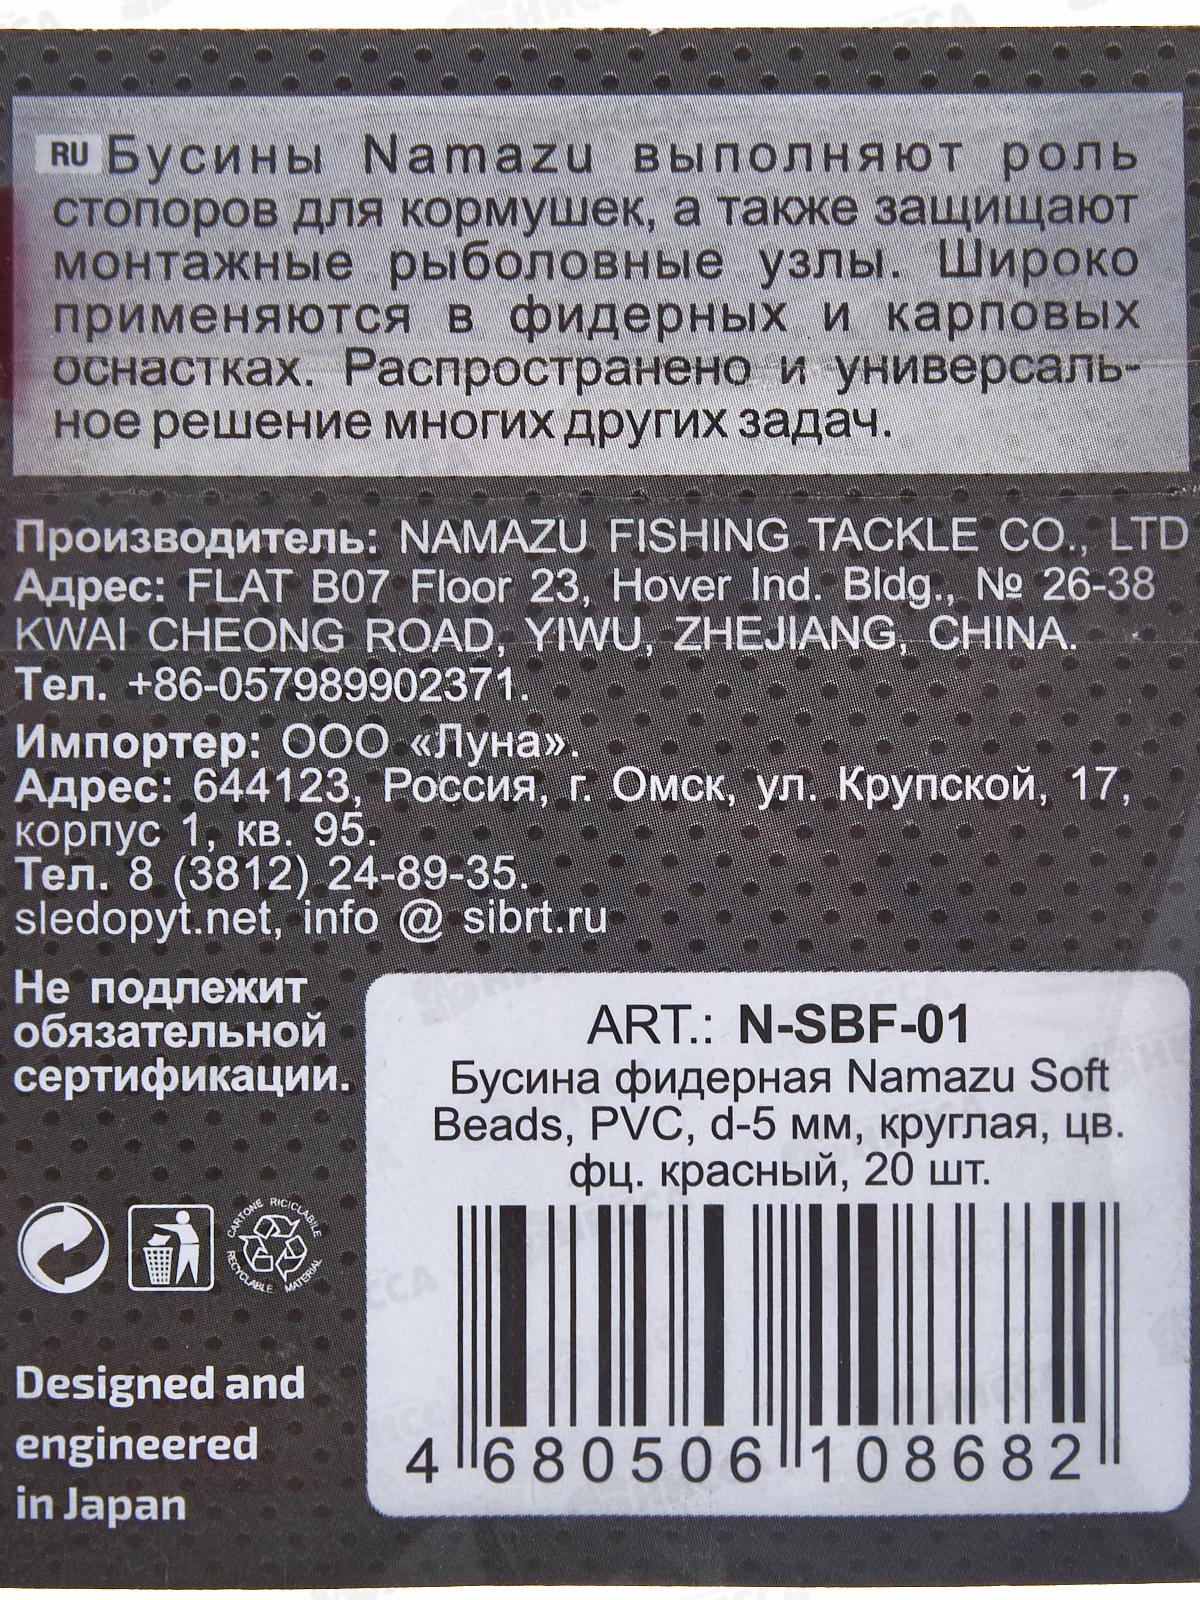 RU Бусины Namazu выполняют роль
стопоров для кормушек, а также защищают
монтажные рыболовные узлы. Широко
применяются в фидерных и карповых
оснастках. Распространено и универсаль-
ное решение многих других задач.
Производитель: NAMAZU FISHING TACKLE CO., LTD
Адрес: FLAT B07 Floor 23, Hover Ind. Bldg., № 26-38
KWAI CHEONG ROAD, YIWU, ZHEJIANG, CHINA.
Тел. +86-057989902371.
Импортер: ООО «Луна».
Адрес: 644123, Россия, г. Омск, ул. Крупской, 17,
корпус 1, кв. 95.
Тел. 8 (3812) 24-89-35.
sledopyt.net, info @ sibrt.ru
Не подлежит
обязательной
сертификации.
ART.: N-SBF-01
Бусина фидерная Namazu Soft
Beads, PVC, d-5 мм, круглая, цв.
фц. красный, 20 шт.
CARTONE RICICLABILE
RECYCLABLE MATERIAL
4 680506 108682
Designed and
engineered
in Japan